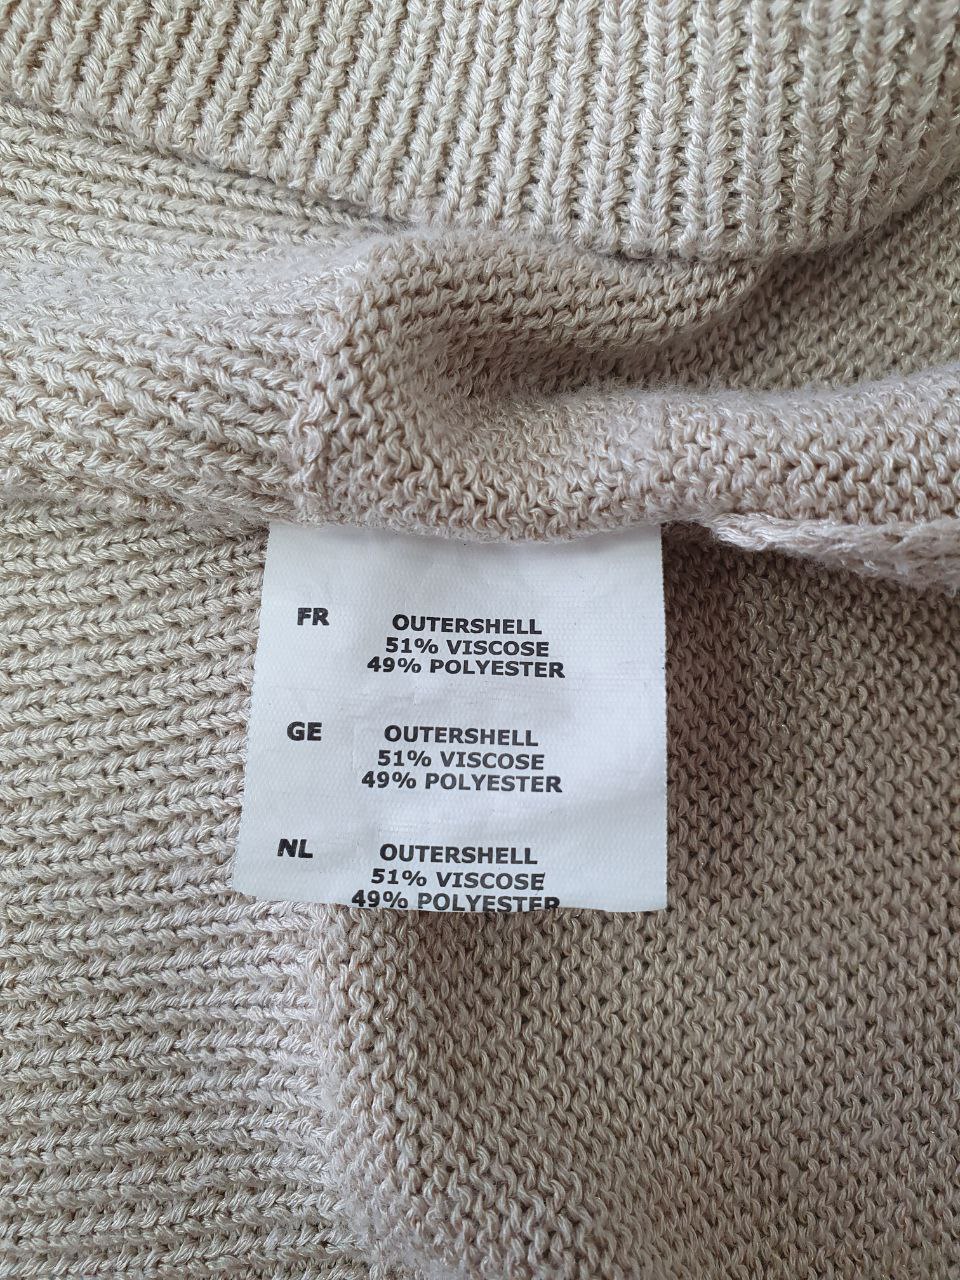 FR OUTERSHELL
51% VISCOSE
49% POLYESTER
GE OUTERSHELL
51% VISCOSE
49% POLYESTER
NL OUTERSHELL
51% VISCOSE
49% POLYESTER